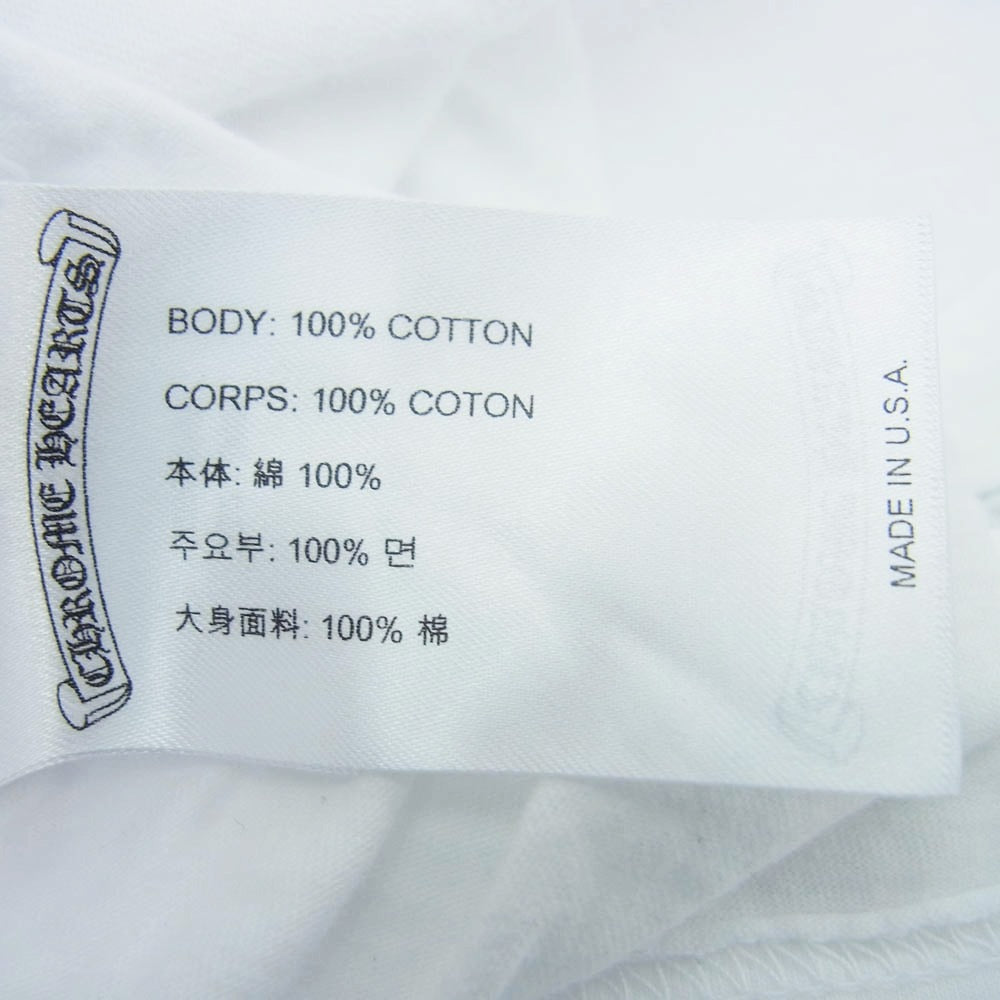 CHROME HEARTS
BODY: 100% COTTON
CORPS: 100% COTON
本体: 綿 100%
주요부: 100% 면
大身面料: 100% 棉
MADE IN U.S.A.